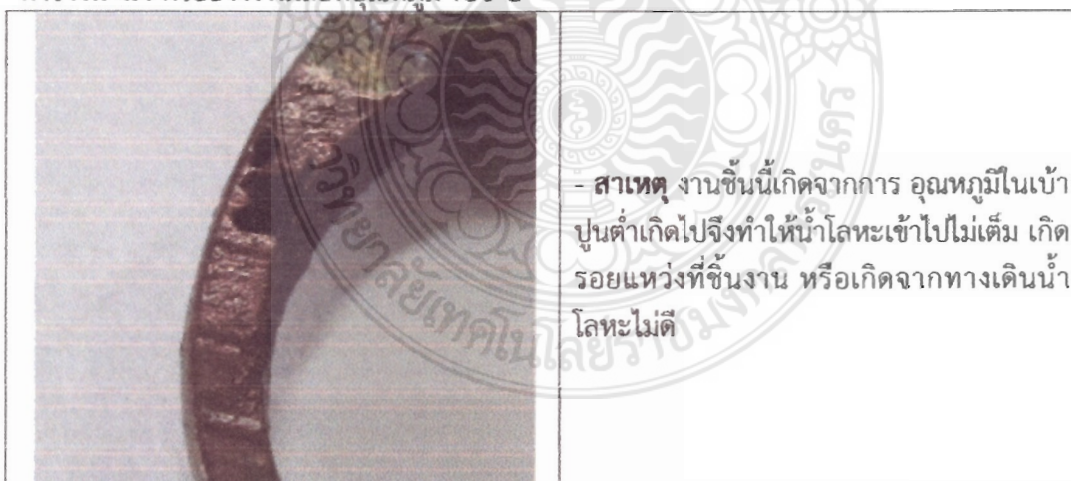 - สาเหตุ งานชิ้นนี้เกิดจากการ อุณหภูมิในเบ้า
ปูนต่ำเกิดไปจึงทำให้น้ำโลหะเข้าไปไม่เต็ม เกิด
รอยแหว่งที่ชิ้นงาน หรือเกิดจากทางเดินน้ำ
โลหะไม่ดี